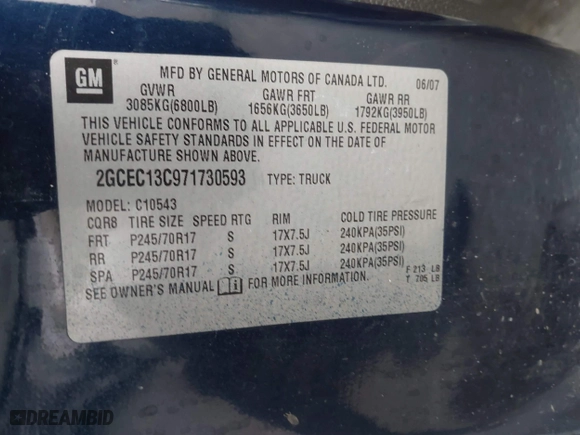 GM
MFD BY GENERAL MOTORS OF CANADA LTD. 06/07
GVWR GAWR FRT GAWR RR
3085KG(6800LB) 1656KG(3650LB) 1792KG(3950LB)
THIS VEHICLE CONFORMS TO ALL APPLICABLE U.S. FEDERAL MOTOR
VEHICLE SAFETY STANDARDS IN EFFECT ON THE DATE OF
MANUFACTURE SHOWN ABOVE.
2GCEC13C971730593 TYPE: TRUCK
MODEL: C10543
CQR8 TIRE SIZE SPEED RTG RIM COLD TIRE PRESSURE
FRT P245/70R17 S 17X7.5J 240KPA(35PSI)
RR P245/70R17 S 17X7.5J 240KPA(35PSI)
SPA P245/70R17 S 17X7.5J 240KPA(35PSI)
F 213 LB
SEE OWNER'S MANUAL i FOR MORE INFORMATION.
T 705 LB
© DREAMBID